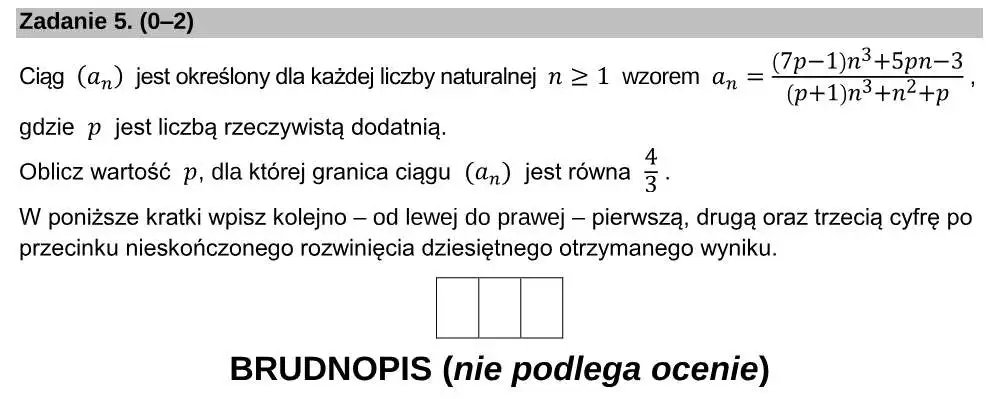 Zadanie 5. (0–2)
Ciąg (aₙ) jest określony dla każdej liczby naturalnej n ≥ 1 wzorem aₙ = \frac{(7p−1)n³+5pn−3}{(p+1)n³+n²+p} ,
gdzie p jest liczbą rzeczywistą dodatnią.
Oblicz wartość p, dla której granica ciągu (aₙ) jest równa \frac{4}{3} .
W poniższe kratki wpisz kolejno – od lewej do prawej – pierwszą, drugą oraz trzecią cyfrę po
przecinku nieskończonego rozwinięcia dziesiętnego otrzymanego wyniku.
BRUDNOPIS (nie podlega ocenie)